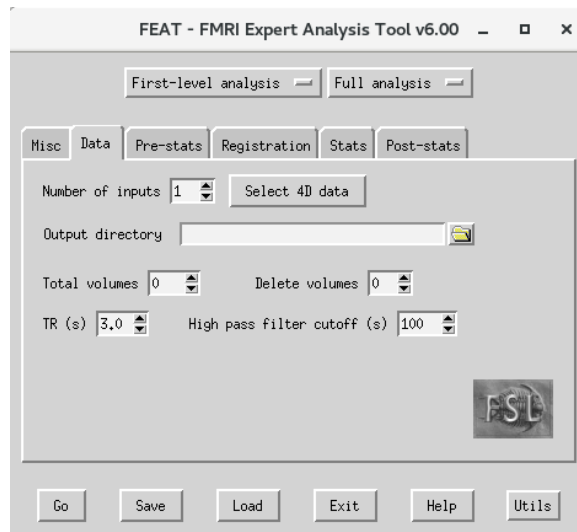 FEAT - FMRI Expert Analysis Tool v6.00
First-level analysis Full analysis
Misc Data Pre-stats Registration Stats Post-stats
Number of inputs 1 Select 4D data
Output directory
Total volumes 0 Delete volumes 0
TR (s) 3.0 High pass filter cutoff (s) 100
FSL
Go Save Load Exit Help Utils